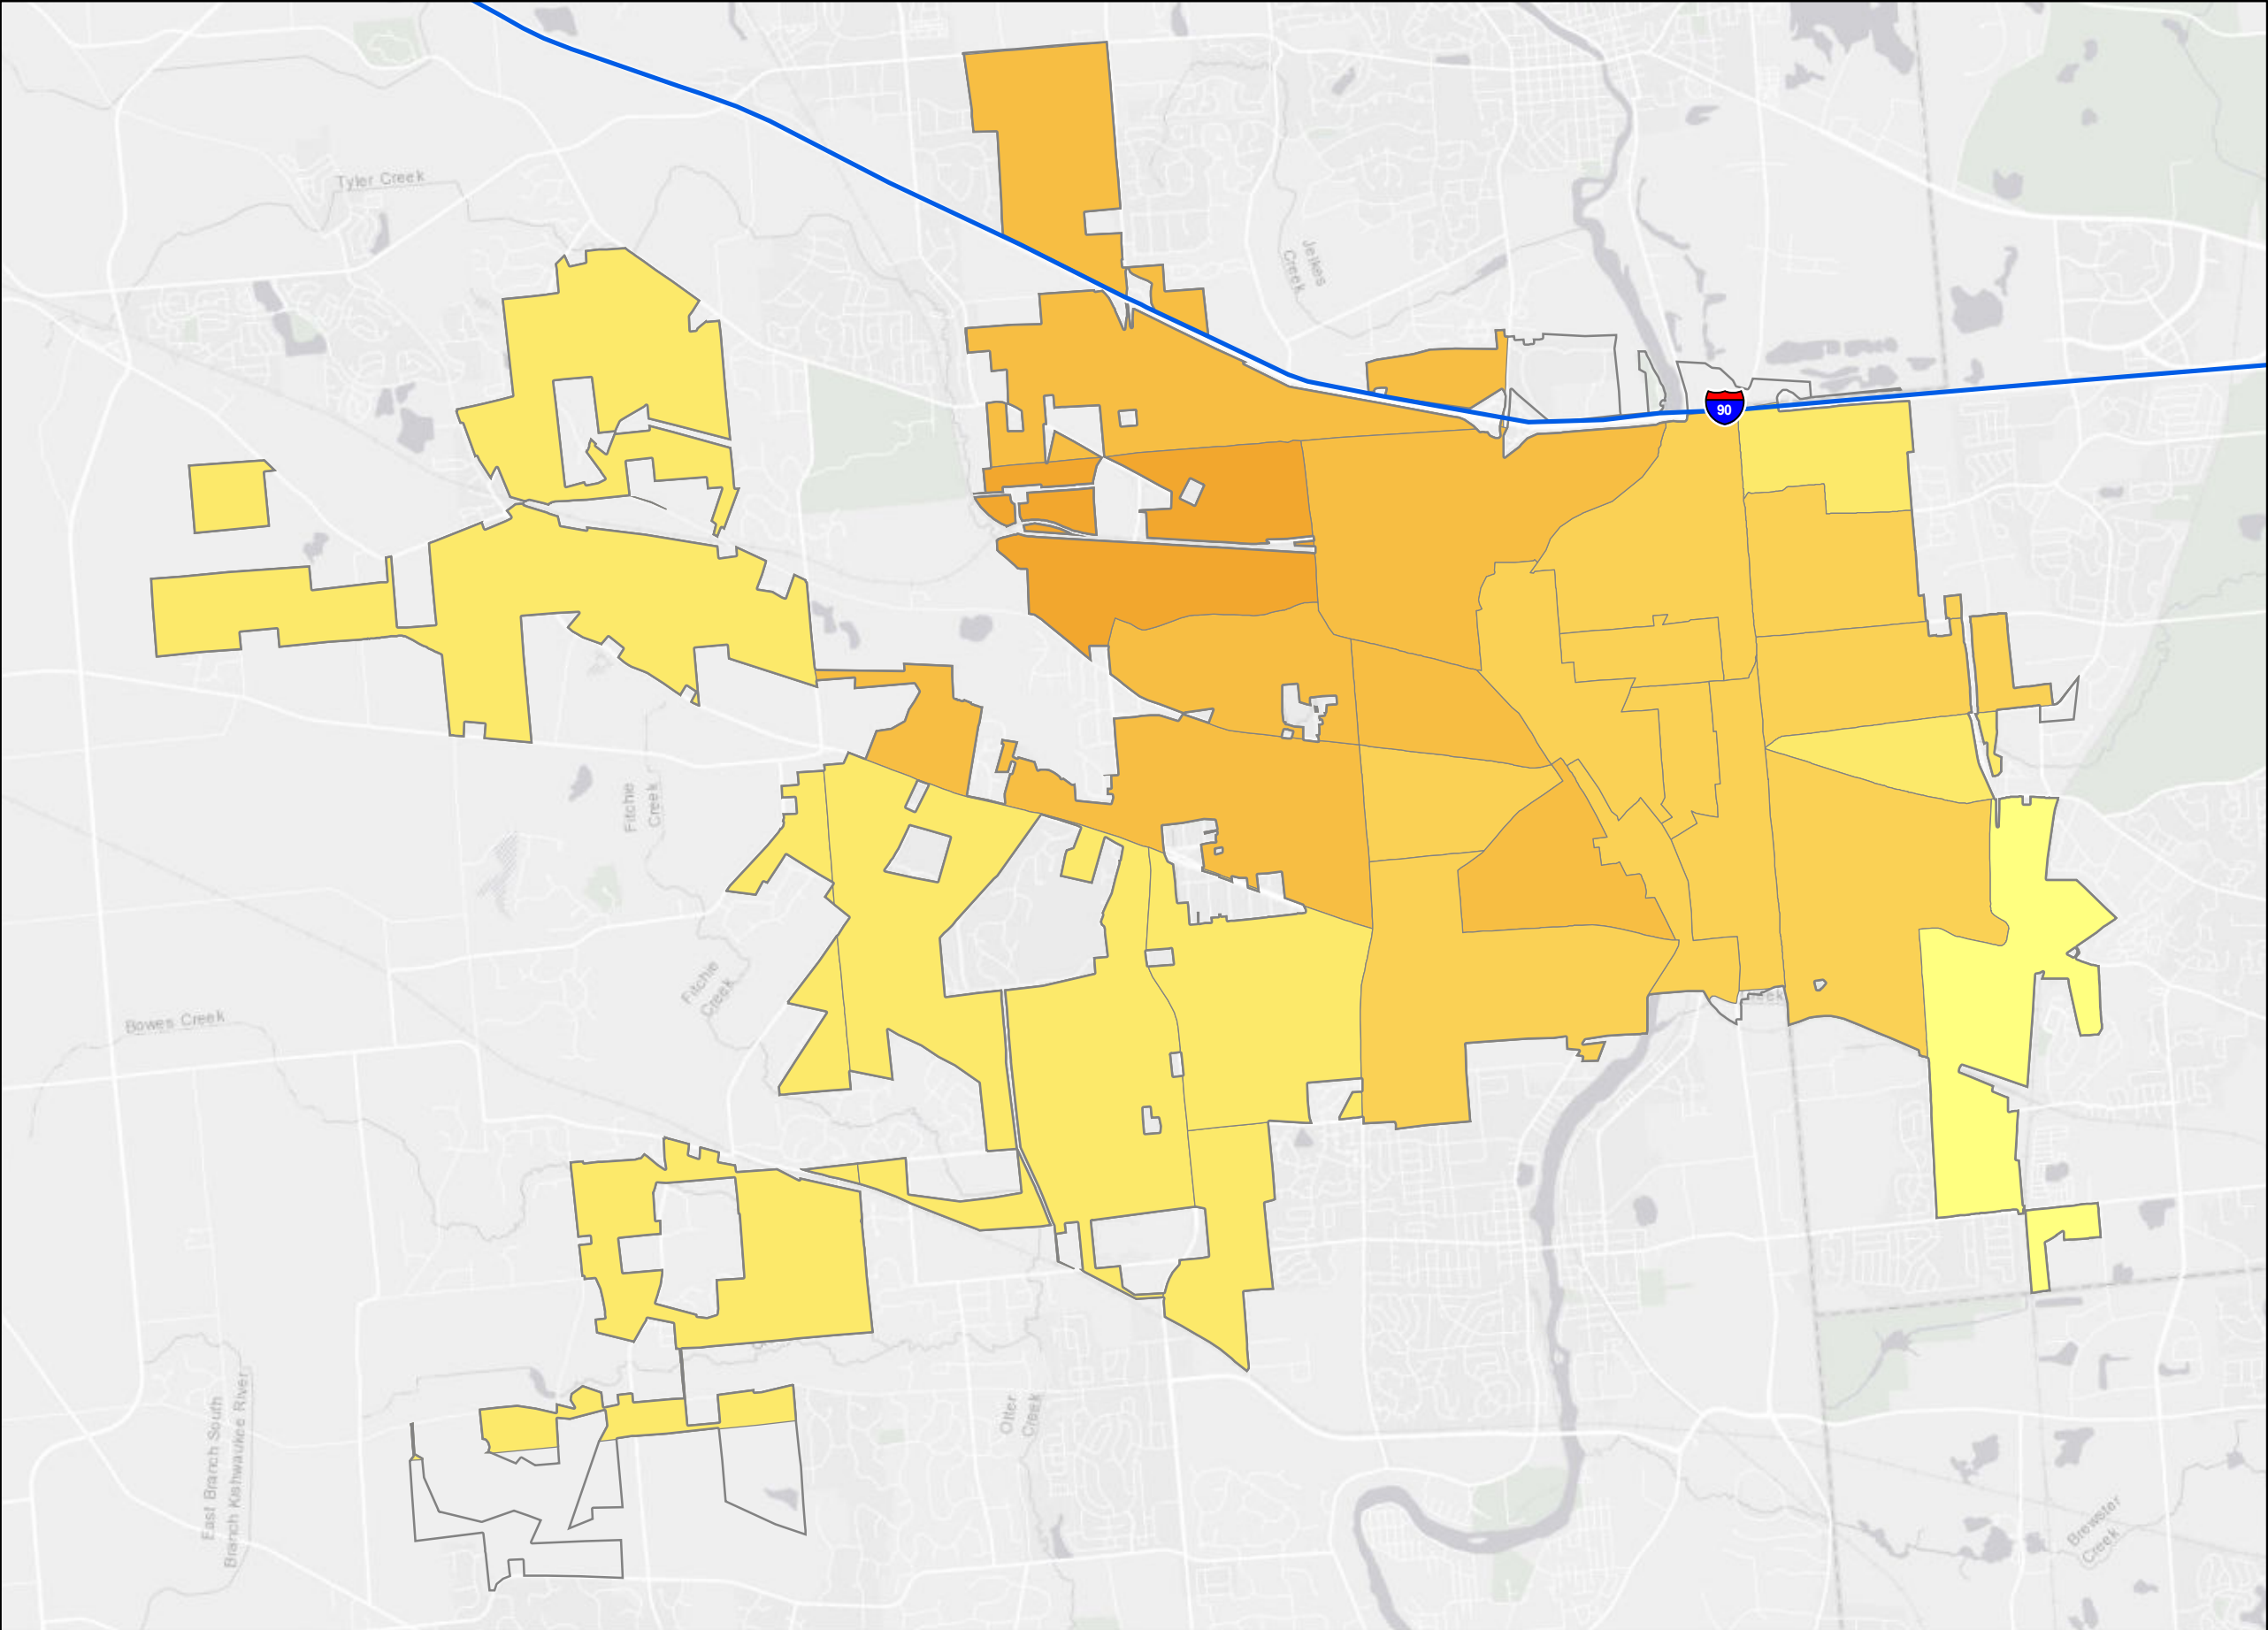 Tyler Creek
Jelkes
Creek
90
Fitchie
Creek
Fitchie
Creek
Bowes Creek
East Branch South
Branch Kishwaukee River
Otter
Creek
Brewster
Creek